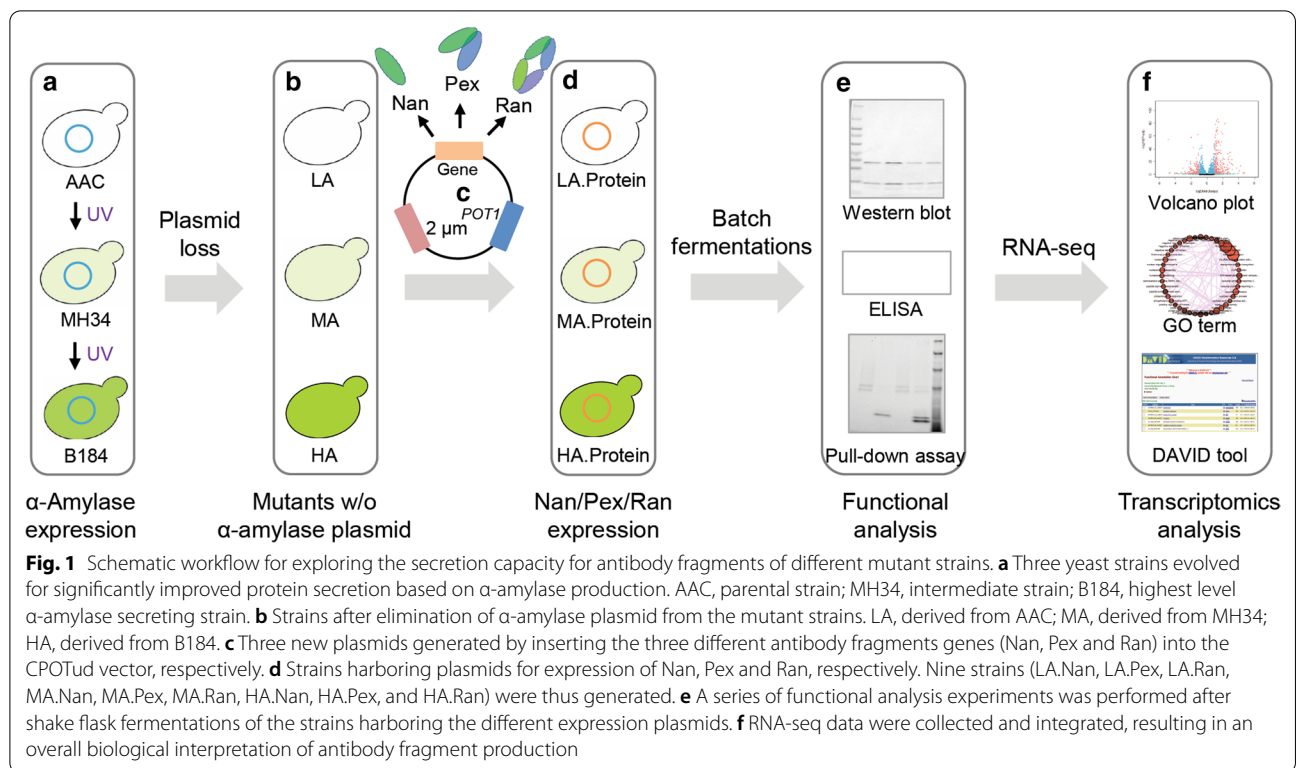 a
AAC
UV
MH34
UV
B184
α-Amylase
expression
Plasmid
loss
b
LA
MA
HA
Mutants w/o
α-amylase plasmid
Nan
Pex
Ran
Gene
c
2 μm
POT1
d
LA.Protein
MA.Protein
HA.Protein
Nan/Pex/Ran
expression
Batch
fermentations
e
Western blot
ELISA
Pull-down assay
Functional
analysis
RNA-seq
f
Volcano plot
GO term
DAVID
DAVID tool
Transcriptomics
analysis
Fig. 1 Schematic workflow for exploring the secretion capacity for antibody fragments of different mutant strains. a Three yeast strains evolved
for significantly improved protein secretion based on α-amylase production. AAC, parental strain; MH34, intermediate strain; B184, highest level
α-amylase secreting strain. b Strains after elimination of α-amylase plasmid from the mutant strains. LA, derived from AAC; MA, derived from MH34;
HA, derived from B184. c Three new plasmids generated by inserting the three different antibody fragments genes (Nan, Pex and Ran) into the
CPOTud vector, respectively. d Strains harboring plasmids for expression of Nan, Pex and Ran, respectively. Nine strains (LA.Nan, LA.Pex, LA.Ran,
MA.Nan, MA.Pex, MA.Ran, HA.Nan, HA.Pex, and HA.Ran) were thus generated. e A series of functional analysis experiments was performed after
shake flask fermentations of the strains harboring the different expression plasmids. f RNA-seq data were collected and integrated, resulting in an
overall biological interpretation of antibody fragment production